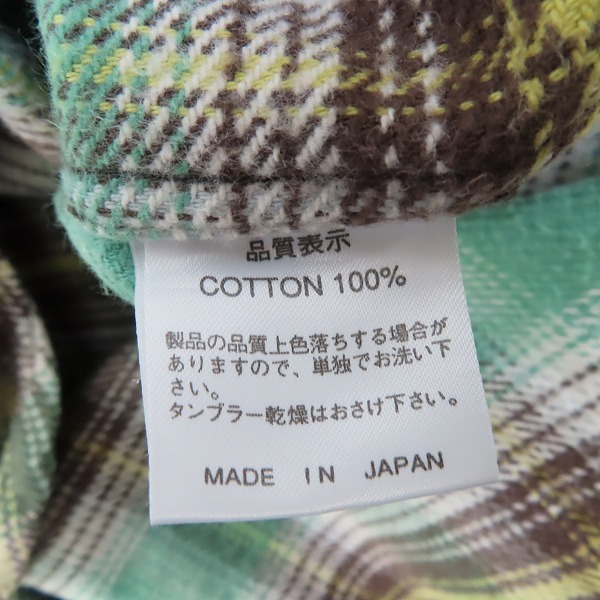 品質表示
COTTON 100%
製品の品質上色落ちする場合が
ありますので、単独でお洗い下
さい。
タンブラー乾燥はおさけ下さい。
MADE IN JAPAN